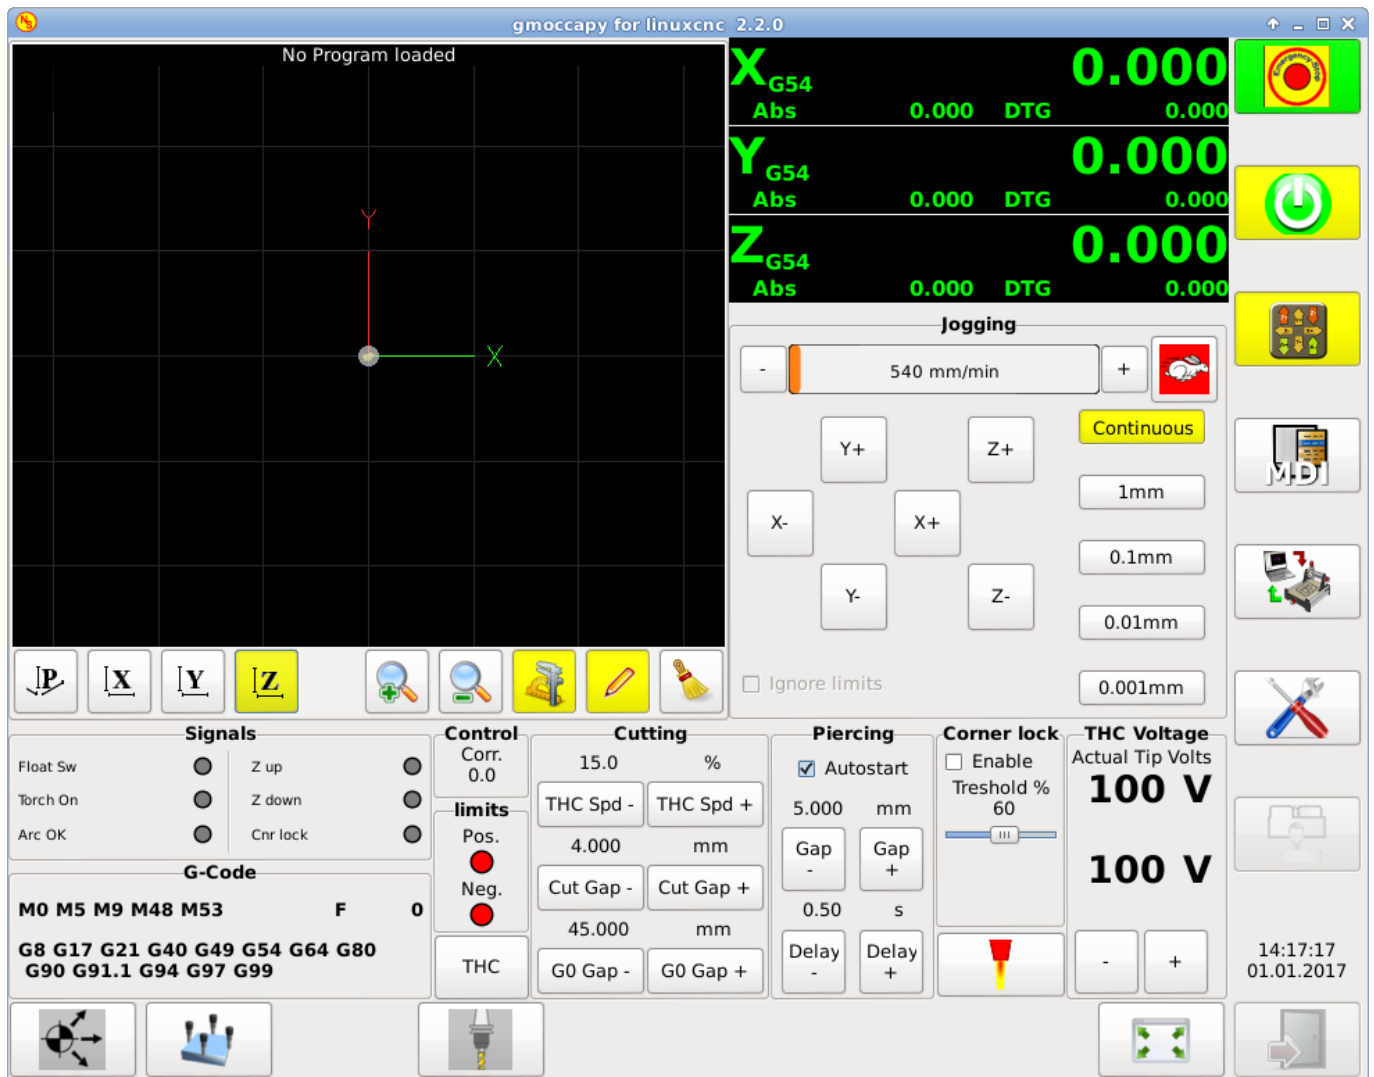 gmoccapy for linuxcnc 2.2.0
No Program loaded
Y
X
X G54 0.000
Abs 0.000 DTG 0.000
Y G54 0.000
Abs 0.000 DTG 0.000
Z G54 0.000
Abs 0.000 DTG 0.000
Emergency-Stop
Jogging
- 540 mm/min +
Continuous
Y+ Z+
1mm
X- X+
0.1mm
Y- Z-
0.01mm
Ignore limits
0.001mm
MDI
P X Y Z
Signals
Float Sw Z up
Torch On Z down
Arc OK Cnr lock
G-Code
M0 M5 M9 M48 M53 F 0
G8 G17 G21 G40 G49 G54 G64 G80
G90 G91.1 G94 G97 G99
Control
Corr.
0.0
limits
Pos.
Neg.
THC
Cutting
15.0 %
THC Spd - THC Spd +
4.000 mm
Cut Gap - Cut Gap +
45.000 mm
G0 Gap - G0 Gap +
Piercing
Autostart
5.000 mm
Gap - Gap +
0.50 s
Delay - Delay +
Corner lock
Enable
Treshold %
60
THC Voltage
Actual Tip Volts
100 V
100 V
- +
14:17:17
01.01.2017